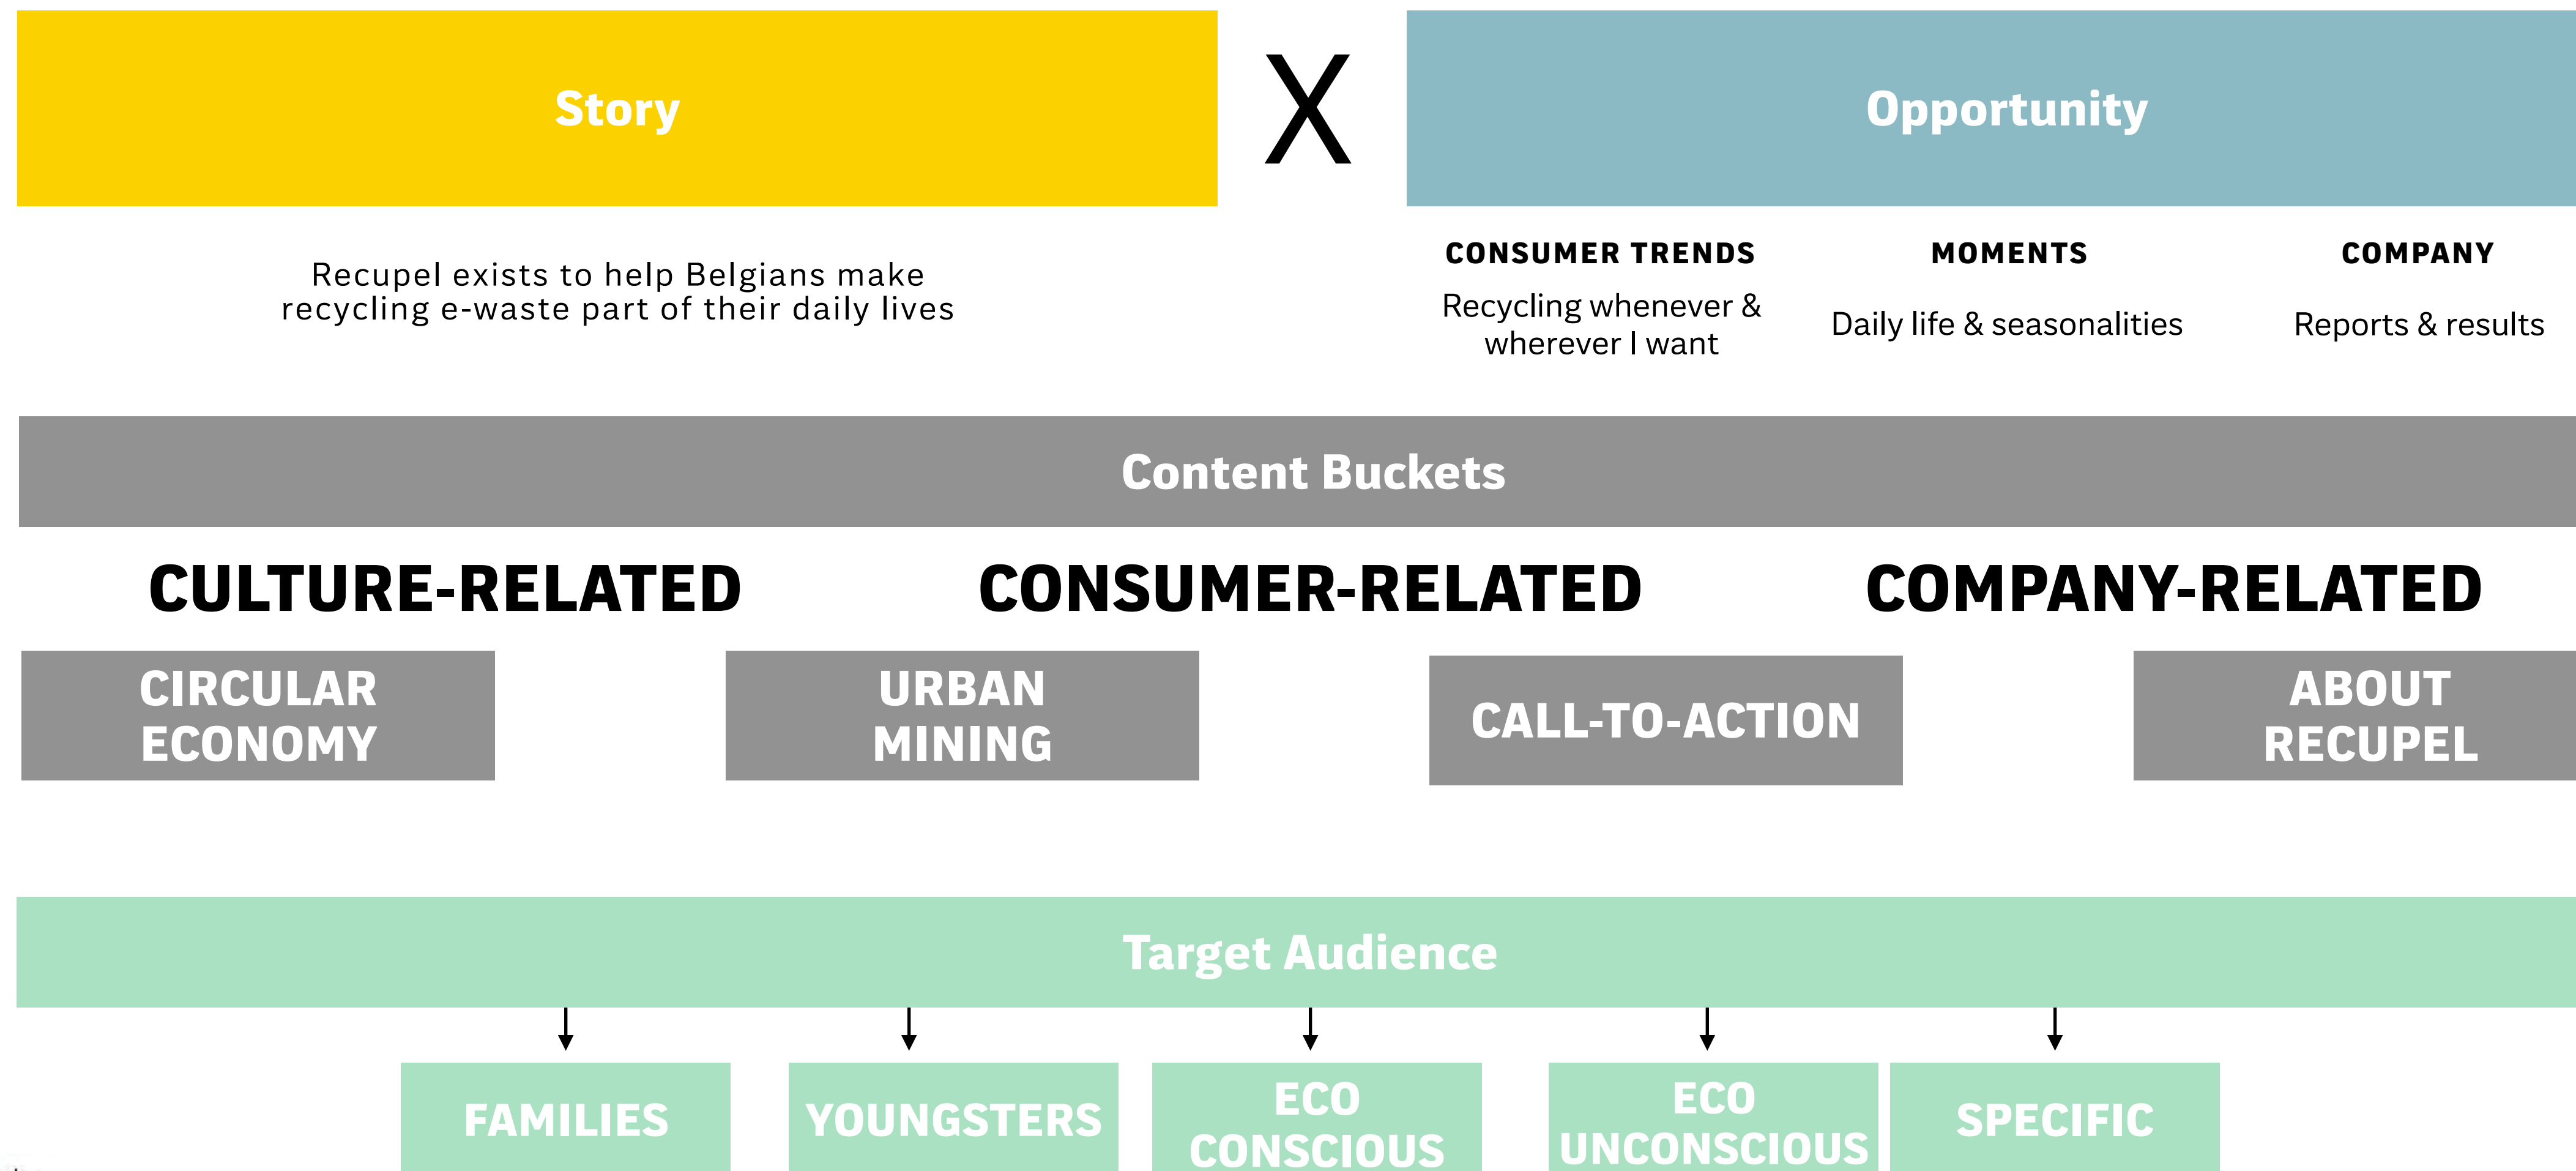 Story
X
Opportunity
Recupel exists to help Belgians make
recycling e-waste part of their daily lives
CONSUMER TRENDS
Recycling whenever &
wherever I want
MOMENTS
Daily life & seasonalities
COMPANY
Reports & results
Content Buckets
CULTURE-RELATED
CONSUMER-RELATED
COMPANY-RELATED
CIRCULAR
ECONOMY
URBAN
MINING
CALL-TO-ACTION
ABOUT
RECUPEL
Target Audience
FAMILIES
YOUNGSTERS
ECO
CONSCIOUS
ECO
UNCONSCIOUS
SPECIFIC